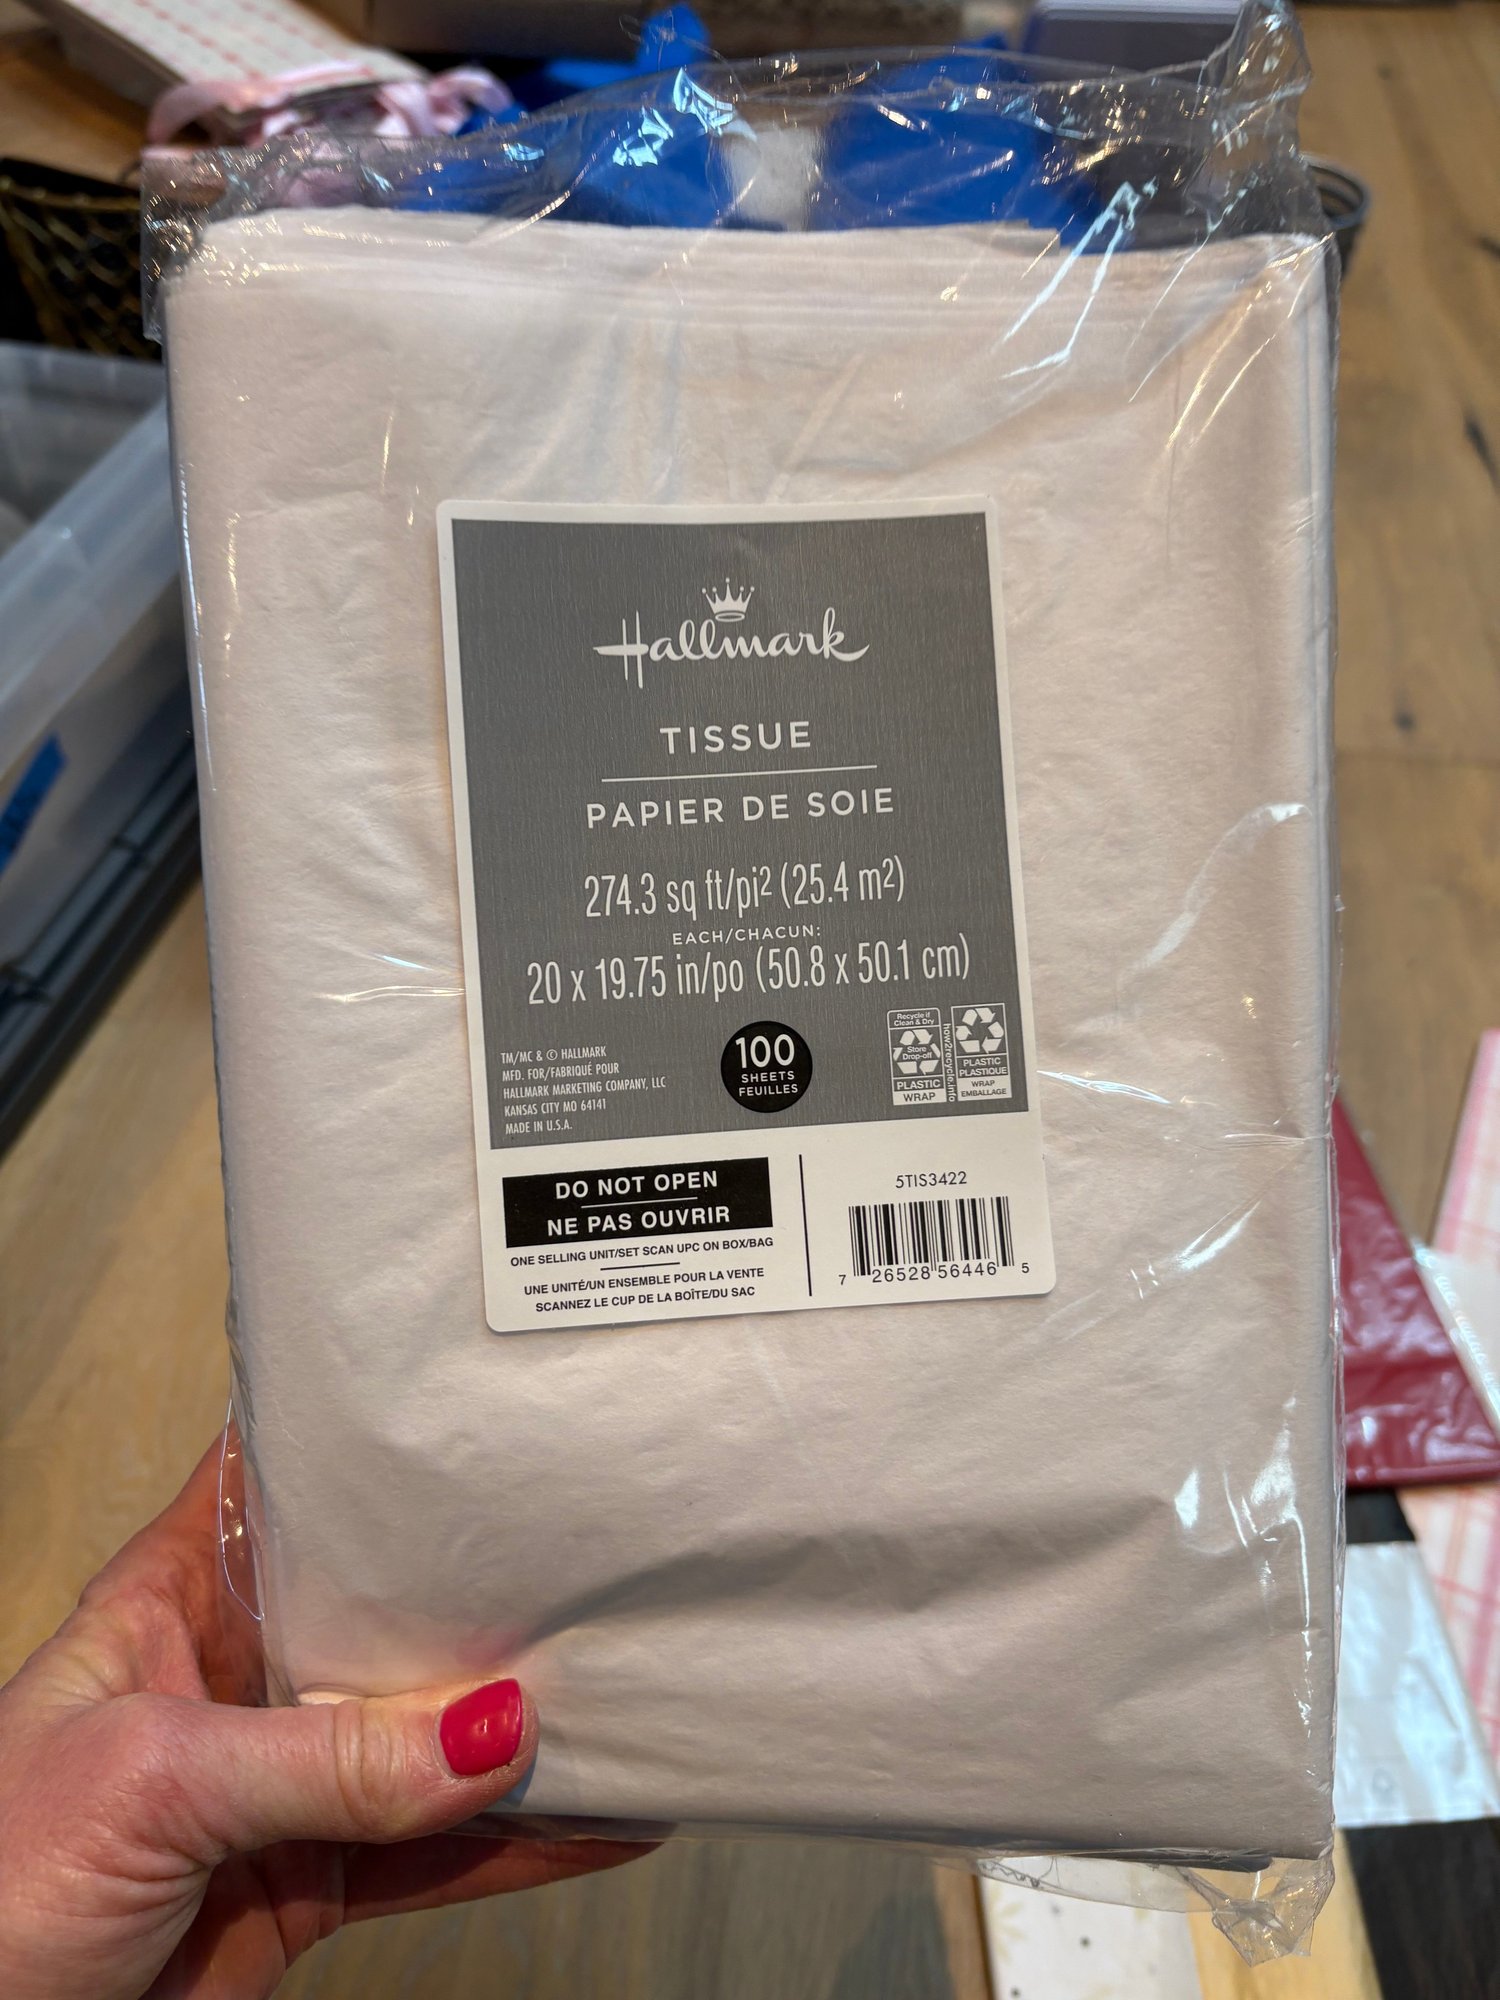 Hallmark
TISSUE
PAPIER DE SOIE
274.3 sq ft/pi² (25.4 m²)
EACH/CHACUN:
20 x 19.75 in/po (50.8 x 50.1 cm)
TM/MC & © HALLMARK
MFD. FOR/FABRIQUÉ POUR
HALLMARK MARKETING COMPANY, LLC
KANSAS CITY MO 64141
MADE IN U.S.A.
100
SHEETS
FEUILLES
Recycle if
Clean & Dry
Store
Drop-off
PLASTIC
WRAP
how2recycle.info
PLASTIC
PLASTIQUE
WRAP
EMBALLAGE
DO NOT OPEN
NE PAS OUVRIR
ONE SELLING UNIT/SET SCAN UPC ON BOX/BAG
UNE UNITÉ/UN ENSEMBLE POUR LA VENTE
SCANNEZ LE CUP DE LA BOÎTE/DU SAC
5TIS3422
7 26528 56446 5